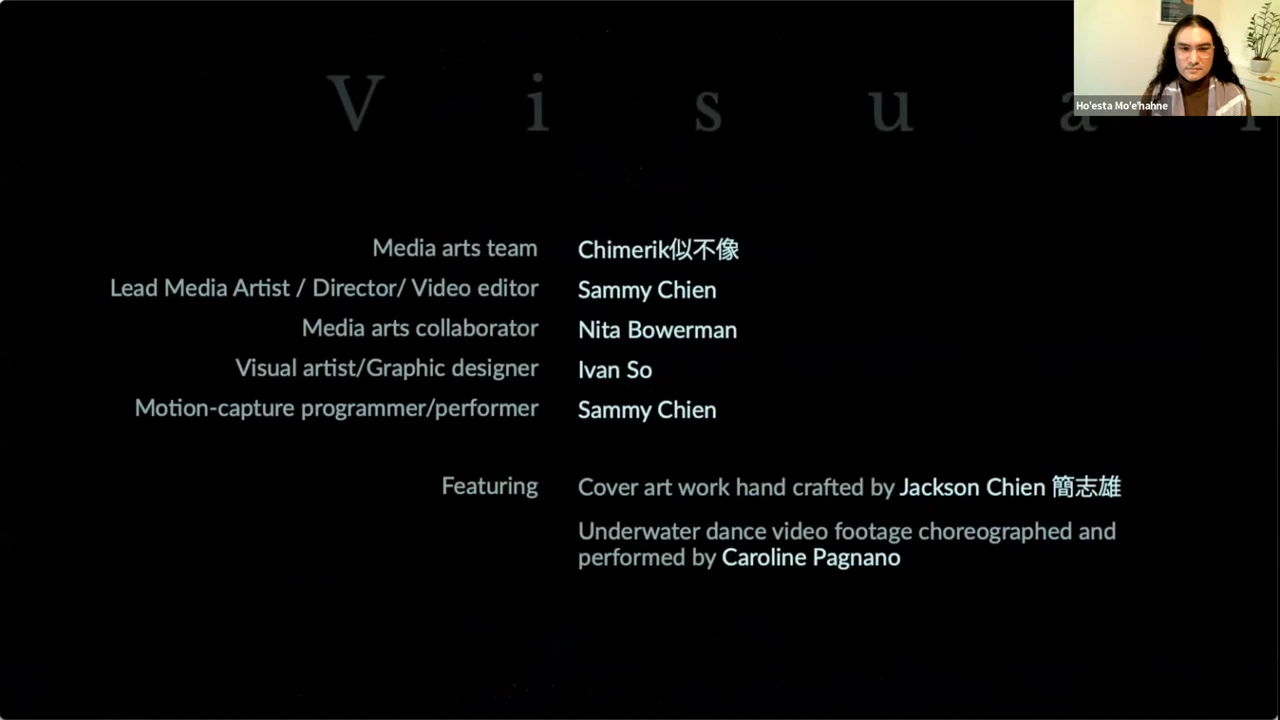 V i s u a l
Ho'esta Mo'e'hahne
Media arts team Chimerik似不像
Lead Media Artist / Director/ Video editor Sammy Chien
Media arts collaborator Nita Bowerman
Visual artist/Graphic designer Ivan So
Motion-capture programmer/performer Sammy Chien
Featuring Cover art work hand crafted by Jackson Chien 簡志雄
Underwater dance video footage choreographed and
performed by Caroline Pagnano